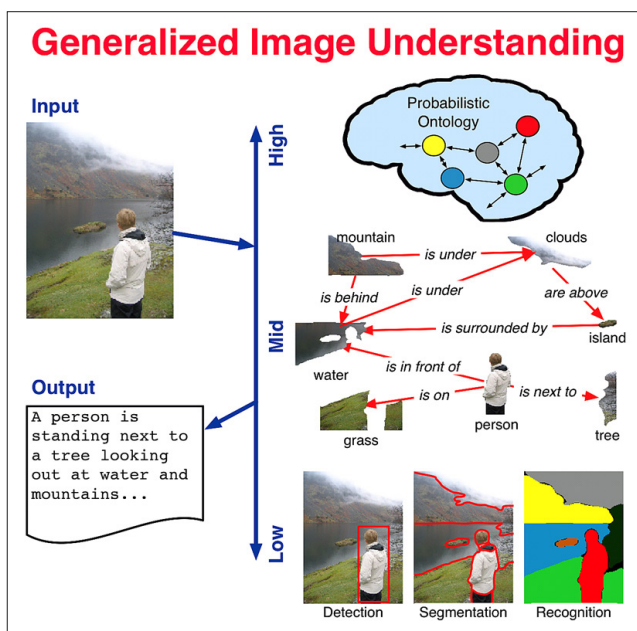 Generalized Image Understanding
Input
High
Probabilistic
Ontology
mountain
clouds
is under
is behind
is under
are above
Mid
is surrounded by
island
water
is in front of
is on
is next to
grass
person
tree
Output
A person is
standing next to
a tree looking
out at water and
mountains...
Low
Detection
Segmentation
Recognition